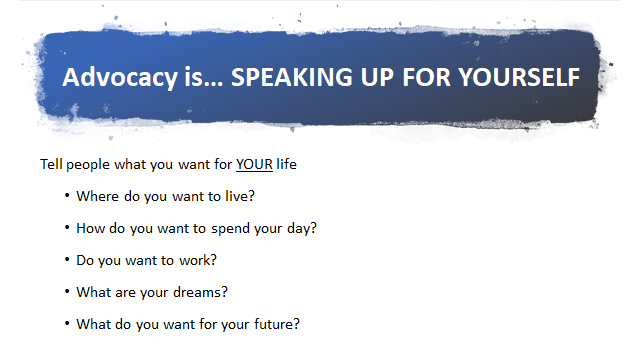 Advocacy is... SPEAKING UP FOR YOURSELF
Tell people what you want for YOUR life
• Where do you want to live?
• How do you want to spend your day?
• Do you want to work?
• What are your dreams?
• What do you want for your future?